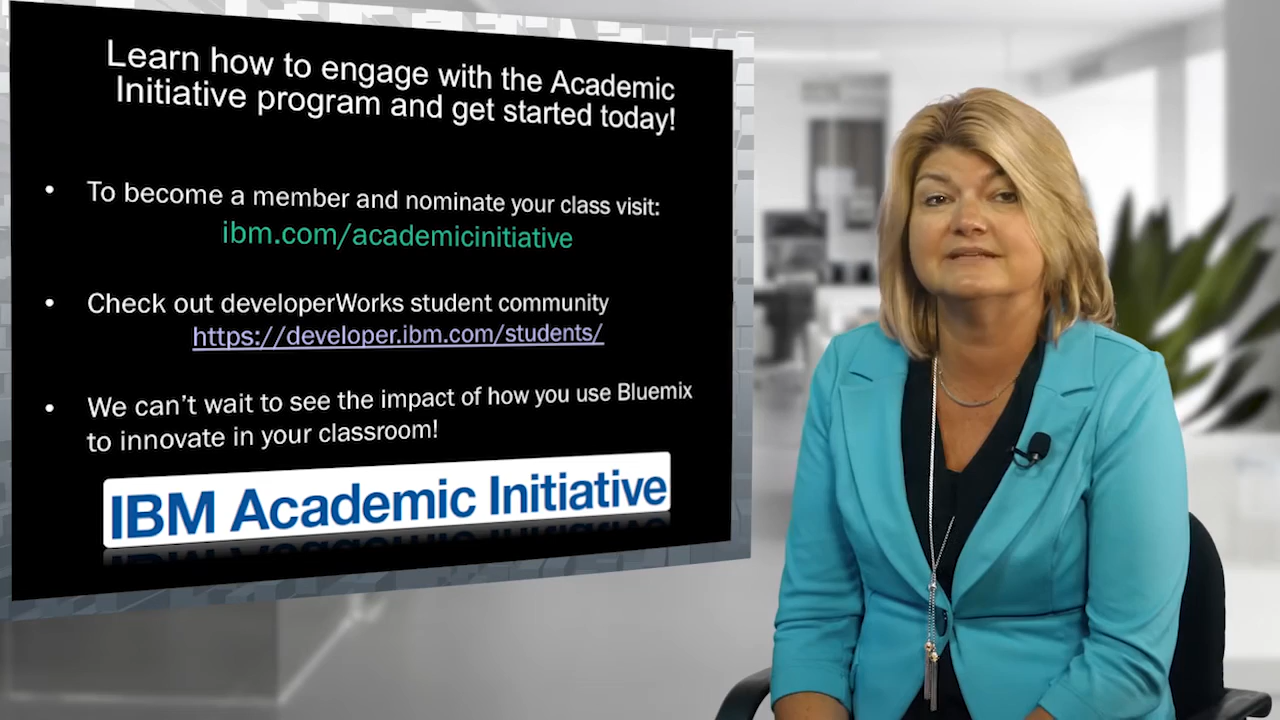 Learn how to engage with the Academic
Initiative program and get started today!
• To become a member and nominate your class visit:
ibm.com/academicinitiative
• Check out developerWorks student community
https://developer.ibm.com/students/
• We can't wait to see the impact of how you use Bluemix
to innovate in your classroom!
IBM Academic Initiative